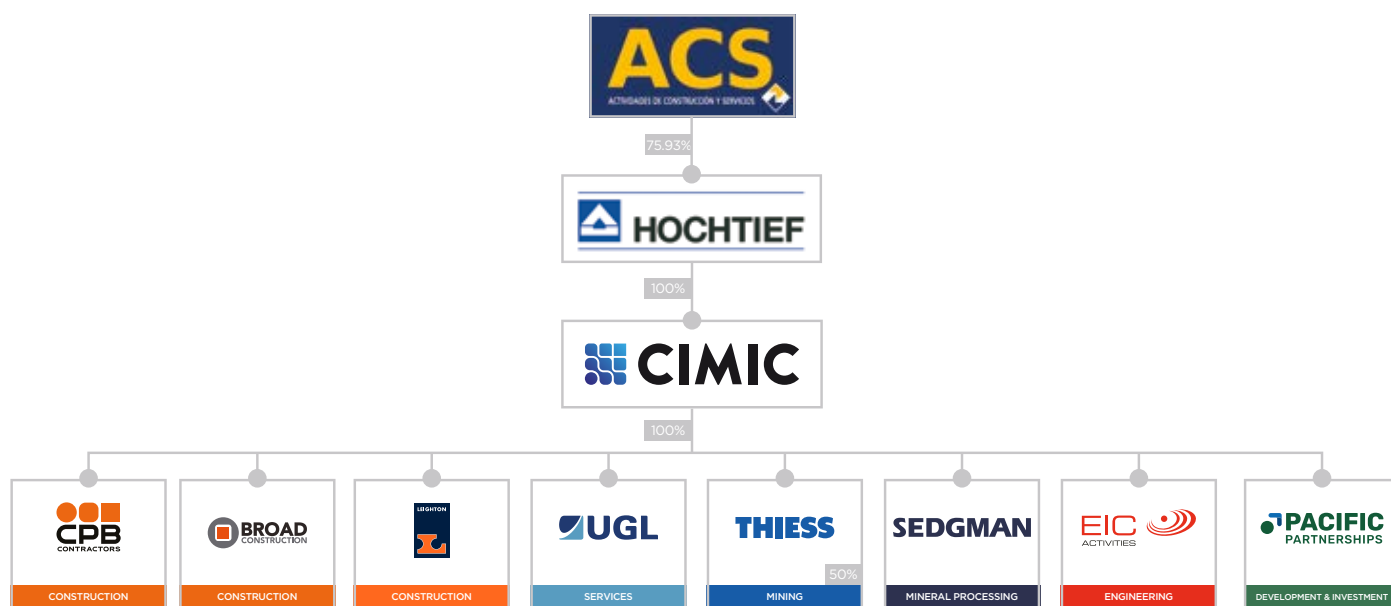 ACS
ACTIVIDADES DE CONSTRUCCIÓN Y SERVICIOS
75.93%
HOCHTIEF
100%
CIMIC
100%
CPB
CONTRACTORS
CONSTRUCTION
BROAD
CONSTRUCTION
CONSTRUCTION
LEIGHTON
L
CONSTRUCTION
UGL
SERVICES
THIESS
50%
MINING
SEDGMAN
MINERAL PROCESSING
EIC
ACTIVITIES
ENGINEERING
PACIFIC
PARTNERSHIPS
DEVELOPMENT & INVESTMENT